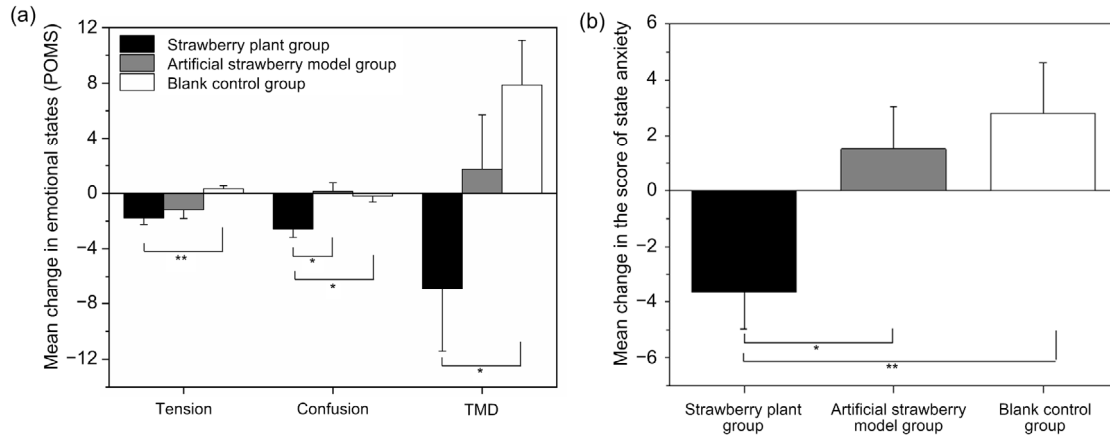 (a)
Mean change in emotional states (POMS)
12
8
4
0
−4
−8
−12
Strawberry plant group
Artificial strawberry model group
Blank control group
**
*
*
*
Tension
Confusion
TMD
(b)
Mean change in the score of state anxiety
6
4
2
0
−2
−4
−6
*
**
Strawberry plant
group
Artificial strawberry
model group
Blank control
group